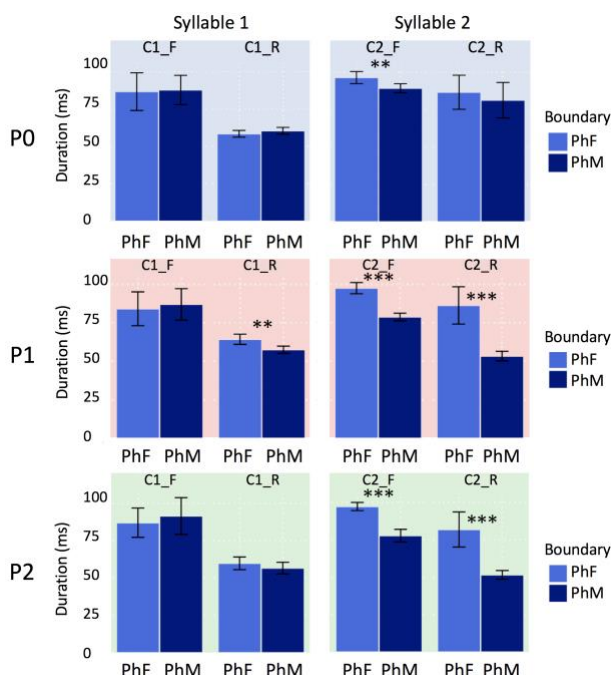 Syllable 1 Syllable 2
P0
Duration (ms)
100
75
50
25
0
C1_F C1_R C2_F C2_R
**
PhF PhM PhF PhM PhF PhM PhF PhM
Boundary
PhF
PhM
P1
Duration (ms)
100
75
50
25
0
C1_F C1_R C2_F C2_R
** *** ***
PhF PhM PhF PhM PhF PhM PhF PhM
Boundary
PhF
PhM
P2
Duration (ms)
100
75
50
25
0
C1_F C1_R C2_F C2_R
*** ***
PhF PhM PhF PhM PhF PhM PhF PhM
Boundary
PhF
PhM